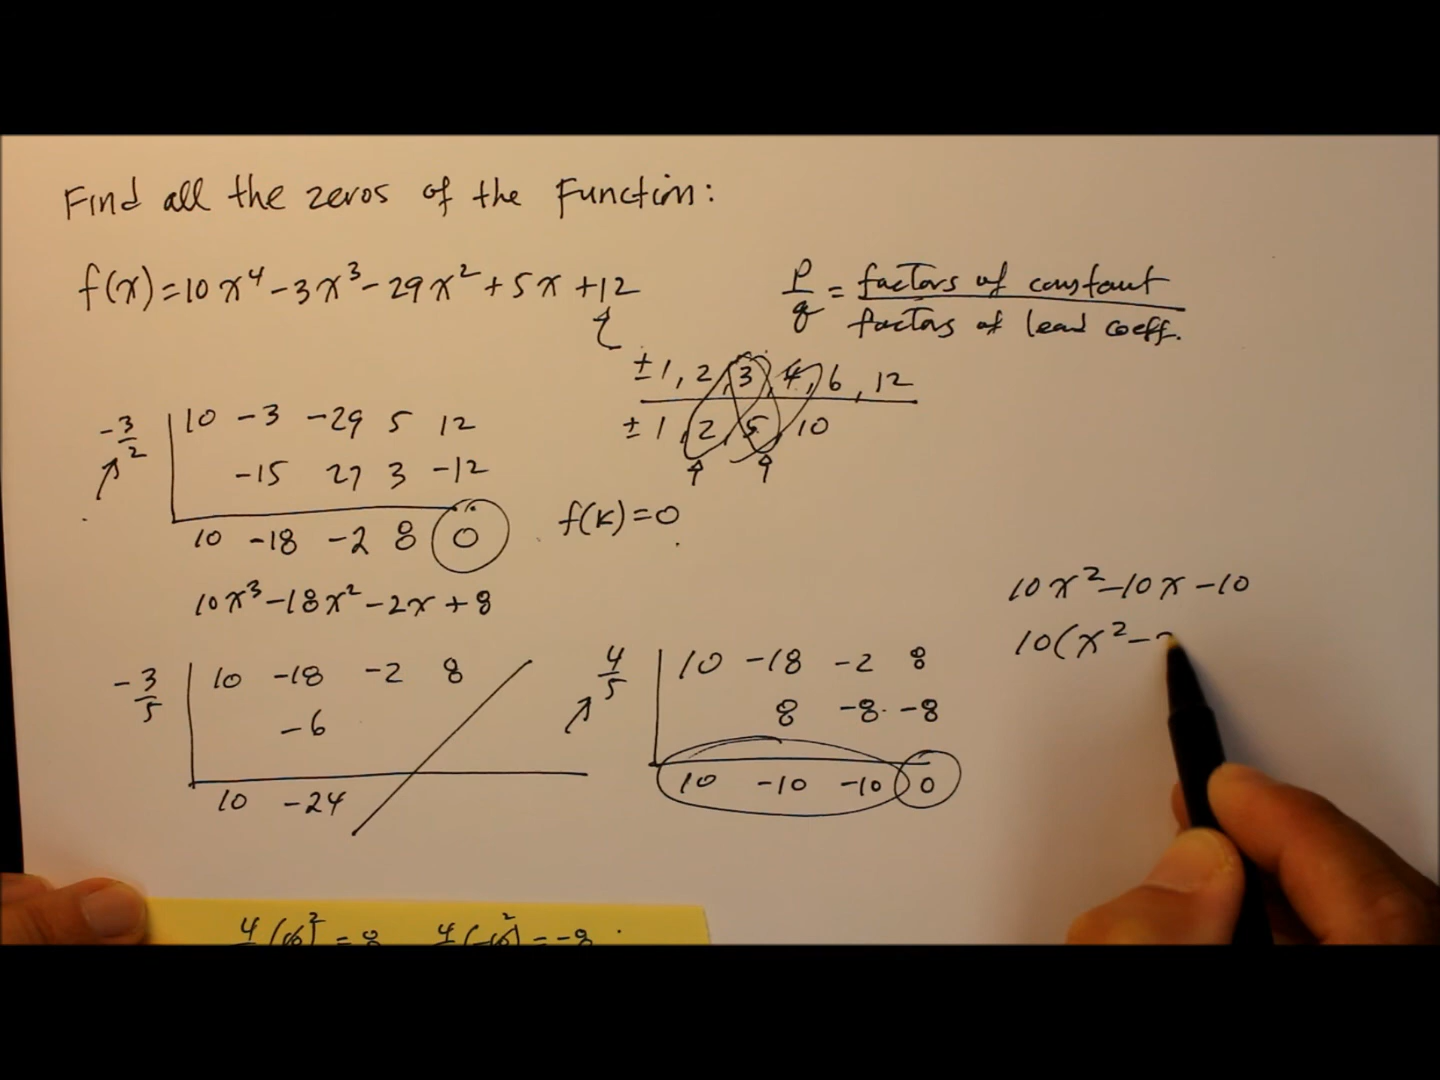 Find all the zeros of the Function:
f(x)=10x⁴-3x³-29x²+5x+12
P/q = factors of constant / factors of lead coeff.
±1, 2, 3, 4, 6, 12
±1, 2, 5, 10
-3/2 | 10 -3 -29 5 12
-15 27 3 -12
10 -18 -2 8 0
f(k)=0
10x³-18x²-2x+8
-3/5 | 10 -18 -2 8
-6
10 -24
4/5 | 10 -18 -2 8
8 -8 -8
10 -10 -10 0
10x²-10x-10
10(x²-